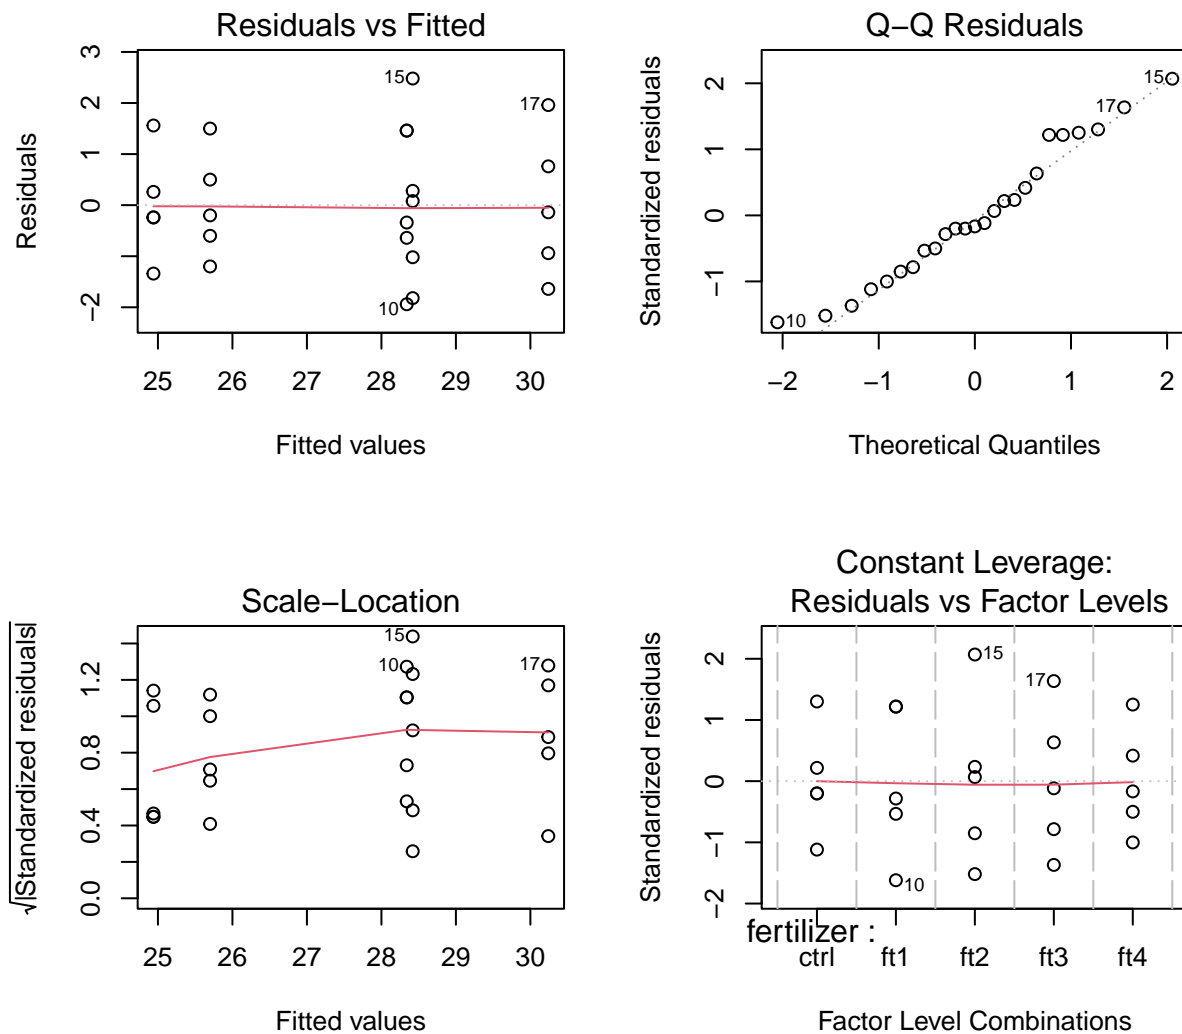 Residuals vs Fitted
Residuals
3
2
1
0
−2
15
17
10
25 26 27 28 29 30
Fitted values
Q−Q Residuals
Standardized residuals
2
1
0
−1
15
17
10
−2 −1 0 1 2
Theoretical Quantiles
Scale−Location
√|Standardized residuals|
1.2
0.8
0.4
0.0
15
10
17
25 26 27 28 29 30
Fitted values
Constant Leverage:
Residuals vs Factor Levels
Standardized residuals
2
1
0
−1
−2
15
17
10
fertilizer :
ctrl ft1 ft2 ft3 ft4
Factor Level Combinations